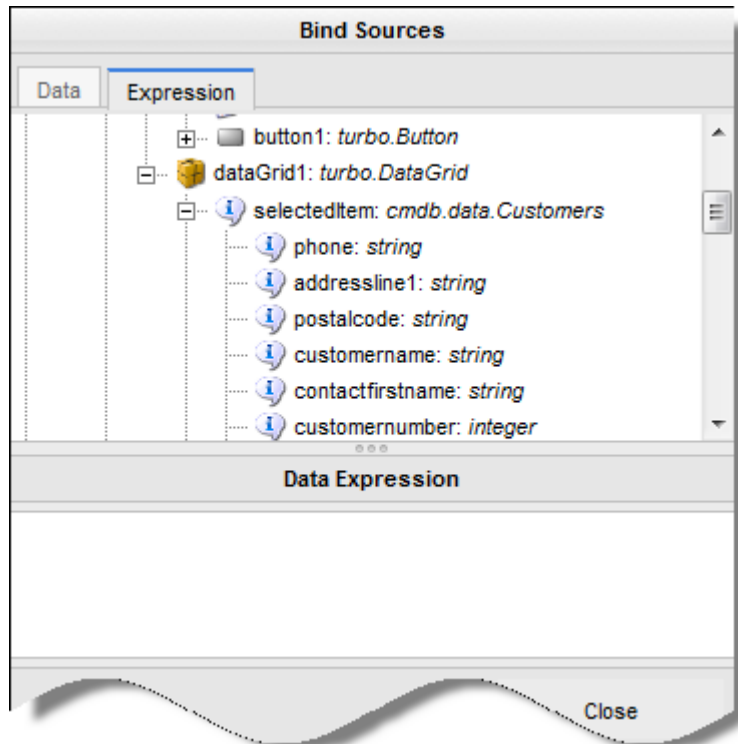 Bind Sources
Data Expression
button1: turbo.Button
dataGrid1: turbo.DataGrid
selectedItem: cmdb.data.Customers
phone: string
addressline1: string
postalcode: string
customername: string
contactfirstname: string
customernumber: integer
Data Expression
Close